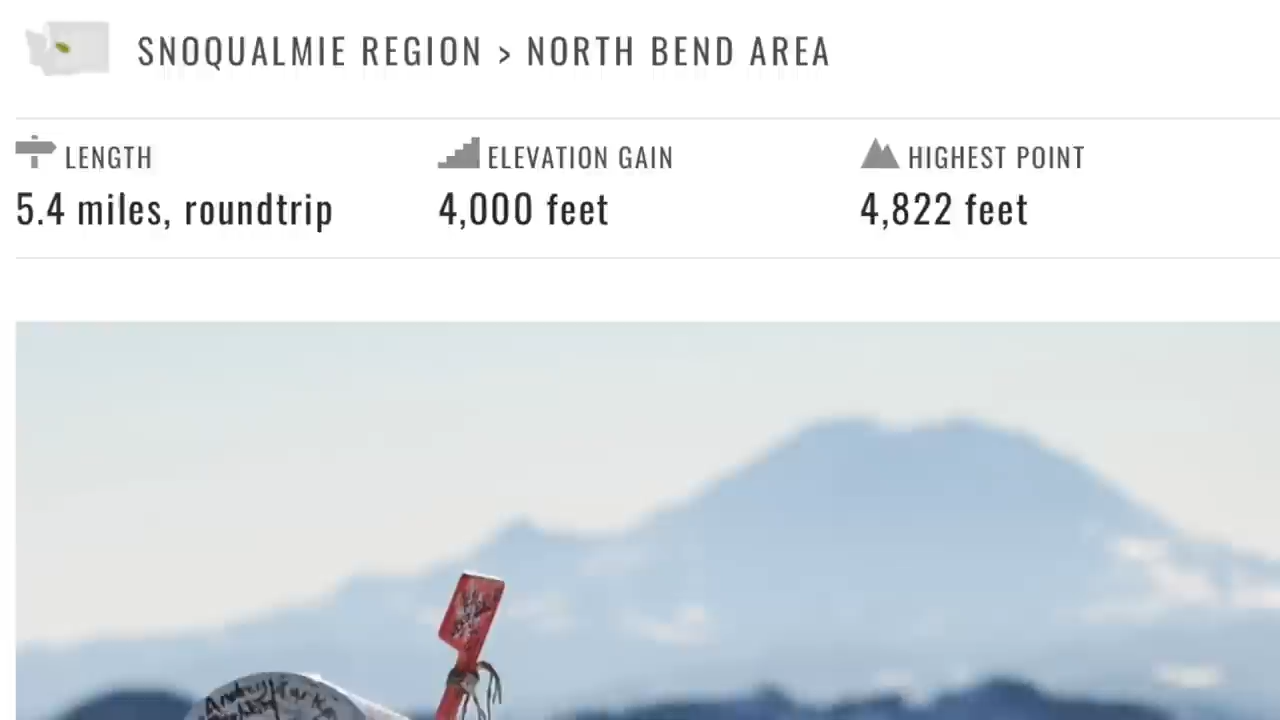 SNOQUALMIE REGION > NORTH BEND AREA
LENGTH
5.4 miles, roundtrip
ELEVATION GAIN
4,000 feet
HIGHEST POINT
4,822 feet